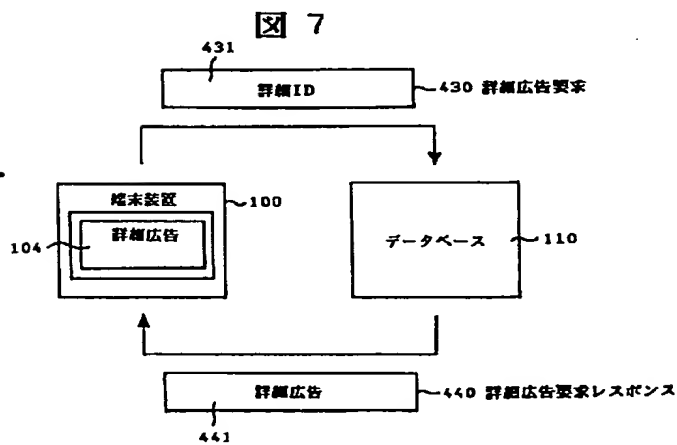 図 7
431
詳細ID
430 詳細広告要求
端末装置
100
詳細広告
104
データベース
110
詳細広告
440 詳細広告要求レスポンス
441